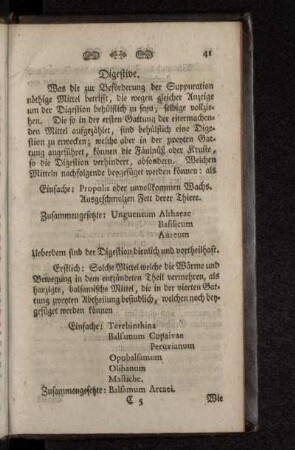 41
Digestive.
Was die zur Beförderung der Suppuration
nöthige Mittel betrifft, die wegen gleicher Anzeige
um der Digestion behülflich zu seyn, selbige vollzie-
hen. Die so in der ersten Gattung der eitermachen-
den Mittel aufgezählet, sind behülflich eine Dige-
stion zu erwecken; welche aber in der zweyten Gat-
tung angeführet, können die Fäulniß oder Kruste,
so die Digestion verhindert, absondern. Welchen
Mitteln nachfolgende beygefüget werden können: als
Einfache: Propolis oder unvollkommen Wachs.
Ausgeschmolzen Fett derer Thiere.
Zusammengesetzte: Unguentum Althaeae
Basilicum
Aureum
Ueberdem sind der Digestion dienlich und vortheilhaft.
Erstlich: Solche Mittel welche die Wärme und
Bewegung in dem entzündeten Theil vermehren, als
harzigte, balsamische Mittel, die in der vierten Gat-
tung zweyten Abtheilung befindlich, welchen noch bey-
gefüget werden können
Einfache: Terebinthina
Balsamum Copaivae
Peruvianum
Opobalsamum
Olibanum
Mastiche,
Zusammengesetzte: Balsamum Arcaei.
C 5 Wie